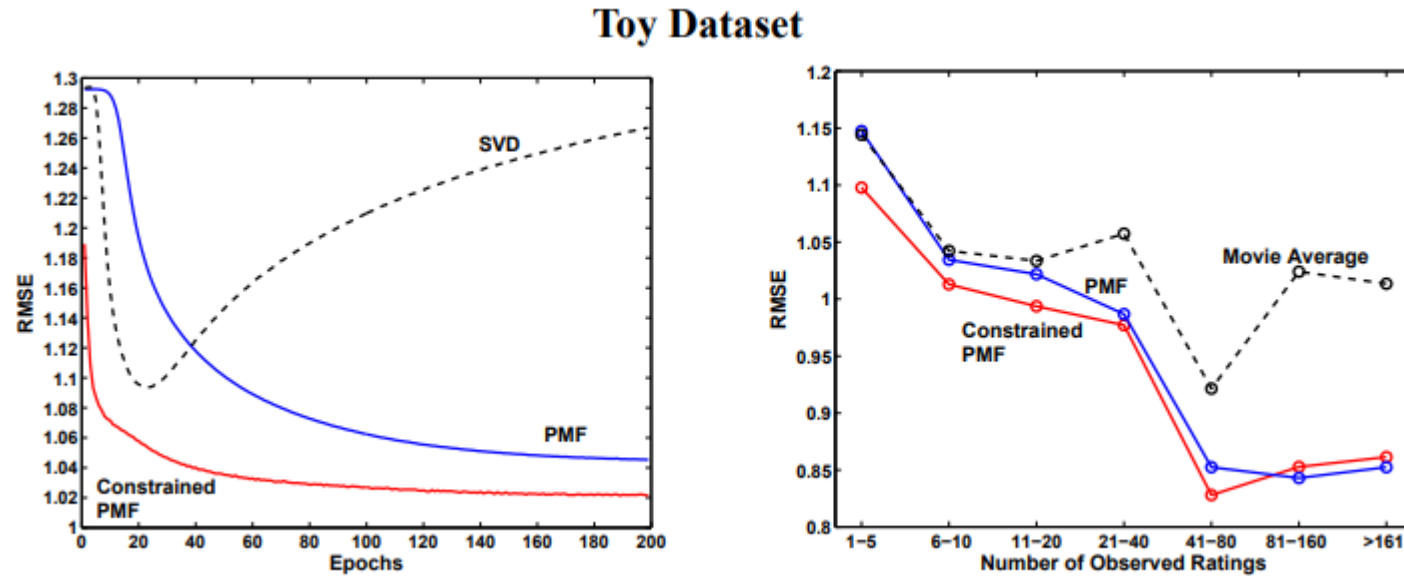 Toy Dataset
1.3
1.28
1.26
1.24
1.22
1.2
1.18
1.16
1.14
1.12
1.1
1.08
1.06
1.04
1.02
1
RMSE
SVD
PMF
Constrained
PMF
0 20 40 60 80 100 120 140 160 180 200
Epochs
1.2
1.15
1.1
1.05
1
0.95
0.9
0.85
0.8
RMSE
Movie Average
PMF
Constrained
PMF
1−5 6−10 11−20 21−40 41−80 81−160 >161
Number of Observed Ratings